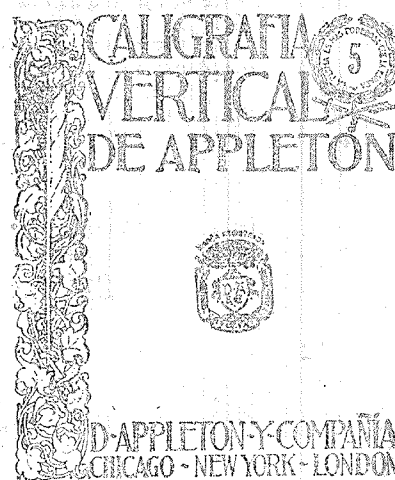 CALIGRAFIA
5
VERTICAL
DE APPLETON
D·APPLETON·Y·COMPAÑIA
CHICAGO - NEW YORK - LONDON